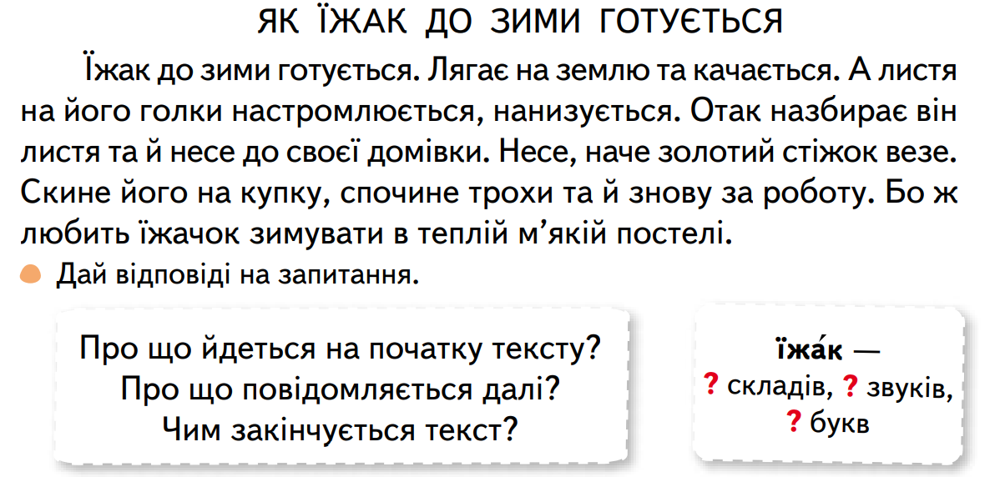 ЯК ЇЖАК ДО ЗИМИ ГОТУЄТЬСЯ
Їжак до зими готується. Лягає на землю та качається. А листя
на його голки настромлюється, нанизується. Отак назбирає він
листя та й несе до своєї домівки. Несе, наче золотий стіжок везе.
Скине його на купку, спочине трохи та й знову за роботу. Бо ж
любить їжачок зимувати в теплій м’якій постелі.
Дай відповіді на запитання.
Про що йдеться на початку тексту?
Про що повідомляється далі?
Чим закінчується текст?
їжа́к —
? складів, ? звуків,
? букв